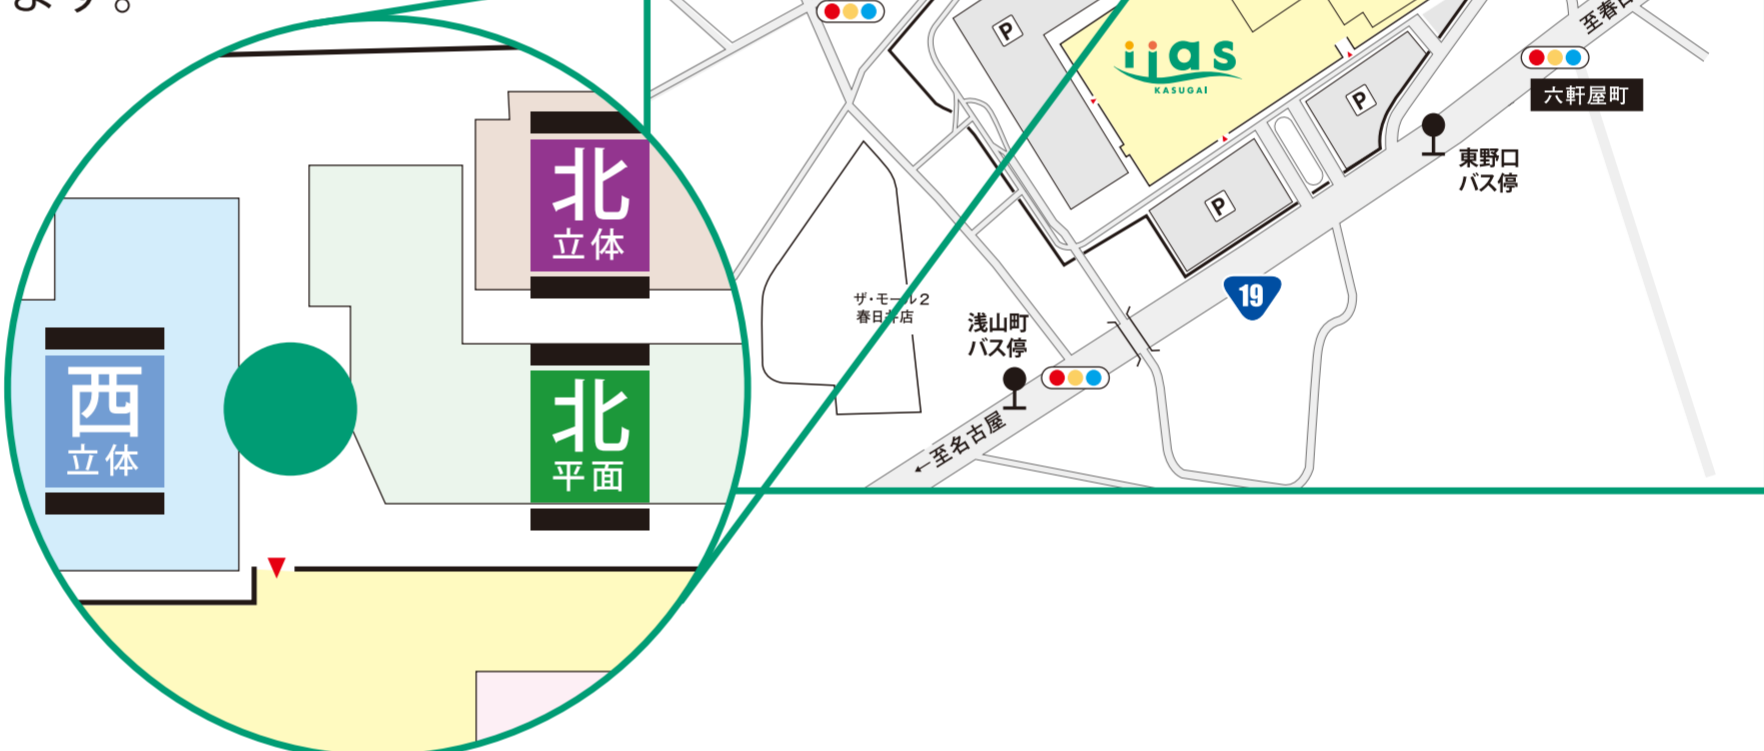 ます。
北
立体
西
立体
北
平面
P
iias
KASUGAI
P
P
至春日
六軒屋町
東野口
バス停
19
ザ・モール2
春日井店
浅山町
バス停
←至名古屋